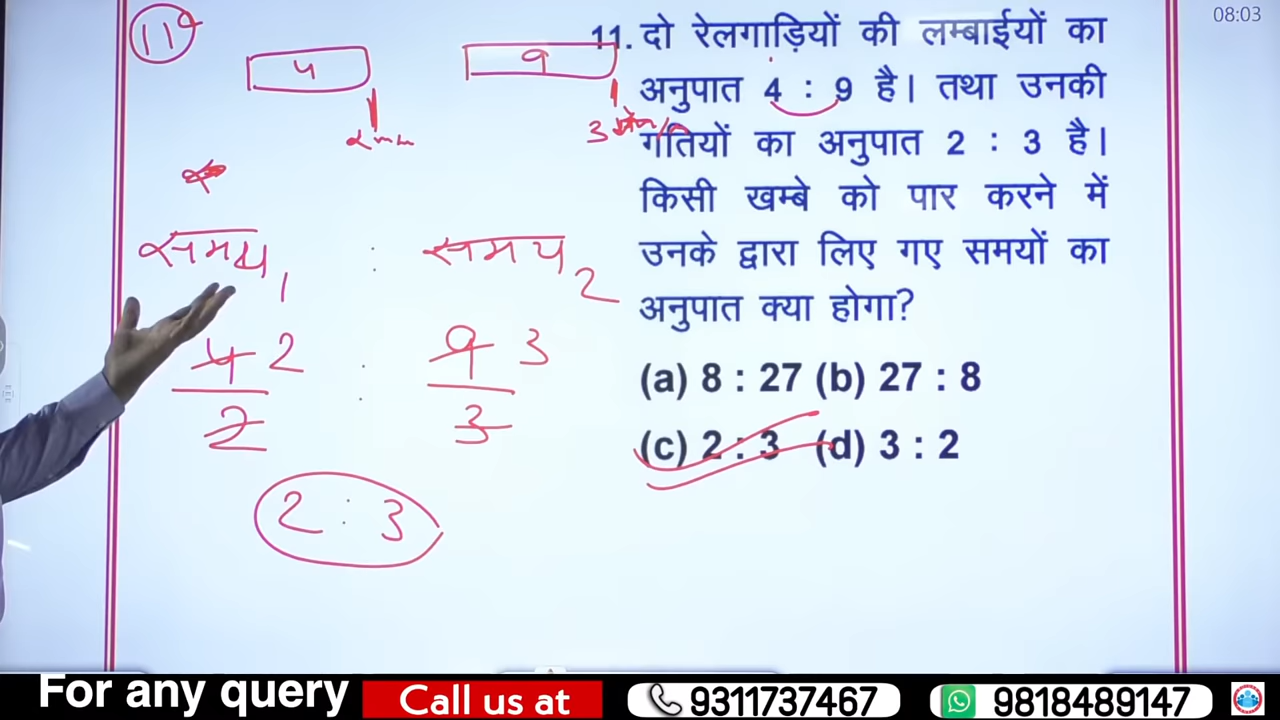 08:03
11
4
9
3
11. दो रेलगाड़ियों की लम्बाईयों का
अनुपात 4 : 9 है। तथा उनकी
गतियों का अनुपात 2 : 3 है।
किसी खम्बे को पार करने में
उनके द्वारा लिए गए समयों का
अनुपात क्या होगा?
(a) 8 : 27 (b) 27 : 8
(c) 2 : 3 (d) 3 : 2
समय1 : समय2
4 2 : 9 3
2 3
2 : 3
For any query Call us at 9311737467 9818489147